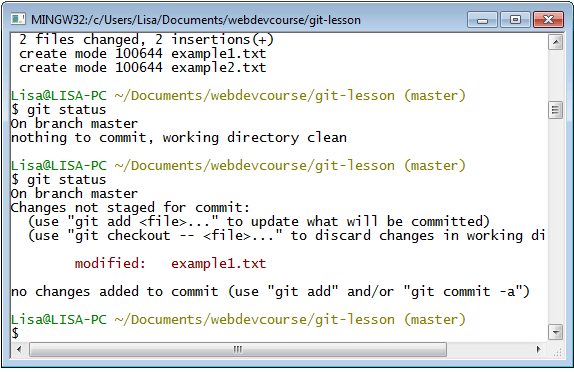 MINGW32:/c/Users/Lisa/Documents/webdevcourse/git-lesson
2 files changed, 2 insertions(+)
create mode 100644 example1.txt
create mode 100644 example2.txt
Lisa@LISA-PC ~/Documents/webdevcourse/git-lesson (master)
$ git status
On branch master
nothing to commit, working directory clean
Lisa@LISA-PC ~/Documents/webdevcourse/git-lesson (master)
$ git status
On branch master
Changes not staged for commit:
(use "git add <file>..." to update what will be committed)
(use "git checkout -- <file>..." to discard changes in working di
modified:   example1.txt
no changes added to commit (use "git add" and/or "git commit -a")
Lisa@LISA-PC ~/Documents/webdevcourse/git-lesson (master)
$